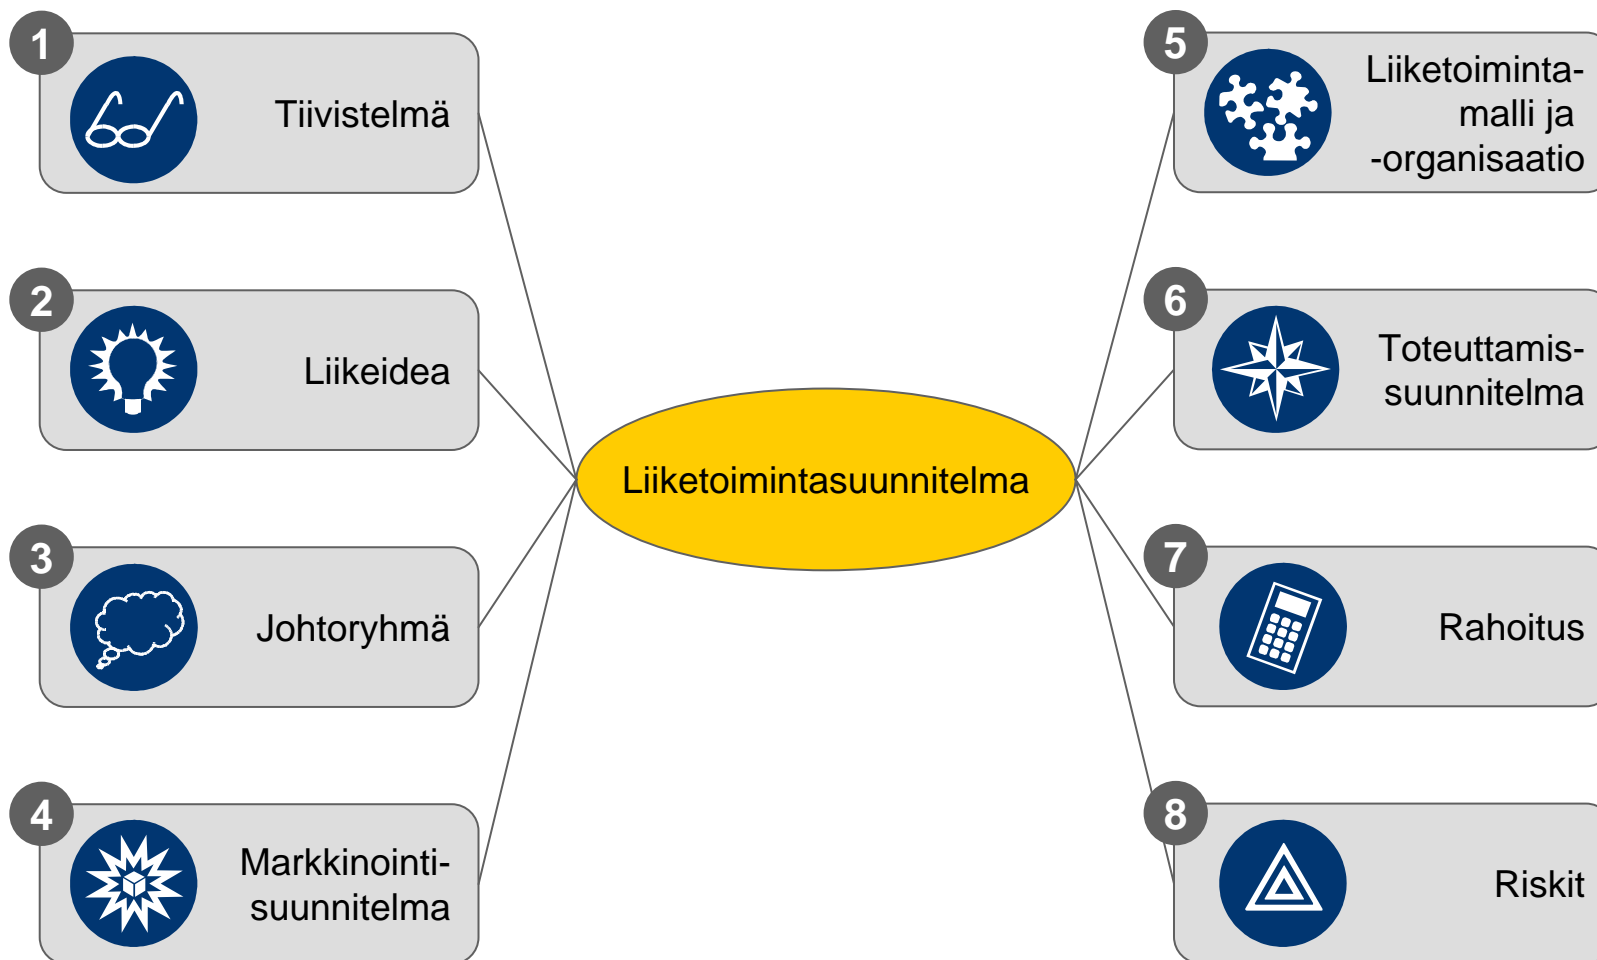 1
Tiivistelmä
2
Liikeidea
3
Johtoryhmä
4
Markkinointi-
suunnitelma
Liiketoimintasuunnitelma
5
Liiketoiminta-
malli ja
-organisaatio
6
Toteuttamis-
suunnitelma
7
Rahoitus
8
Riskit